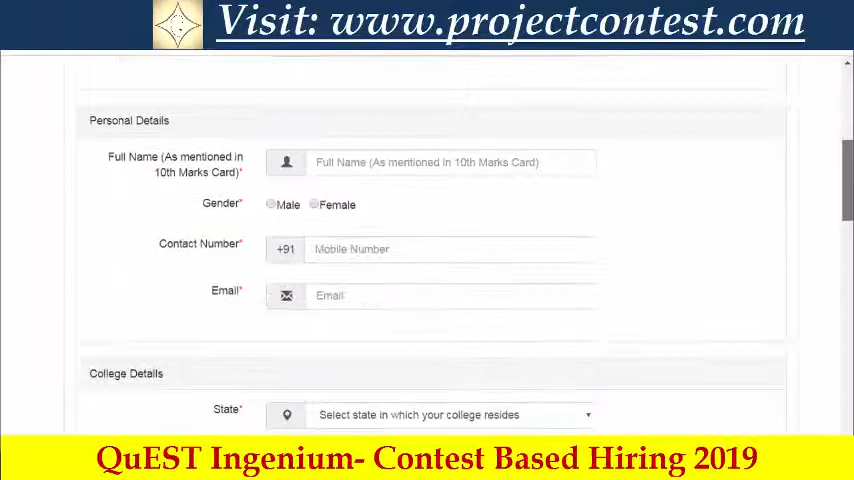 Visit: www.projectcontest.com
Personal Details
Full Name (As mentioned in
10th Marks Card)*
Full Name (As mentioned in 10th Marks Card)
Gender*
Male Female
Contact Number*
+91 Mobile Number
Email*
Email
College Details
State*
Select state in which your college resides
QuEST Ingenium- Contest Based Hiring 2019